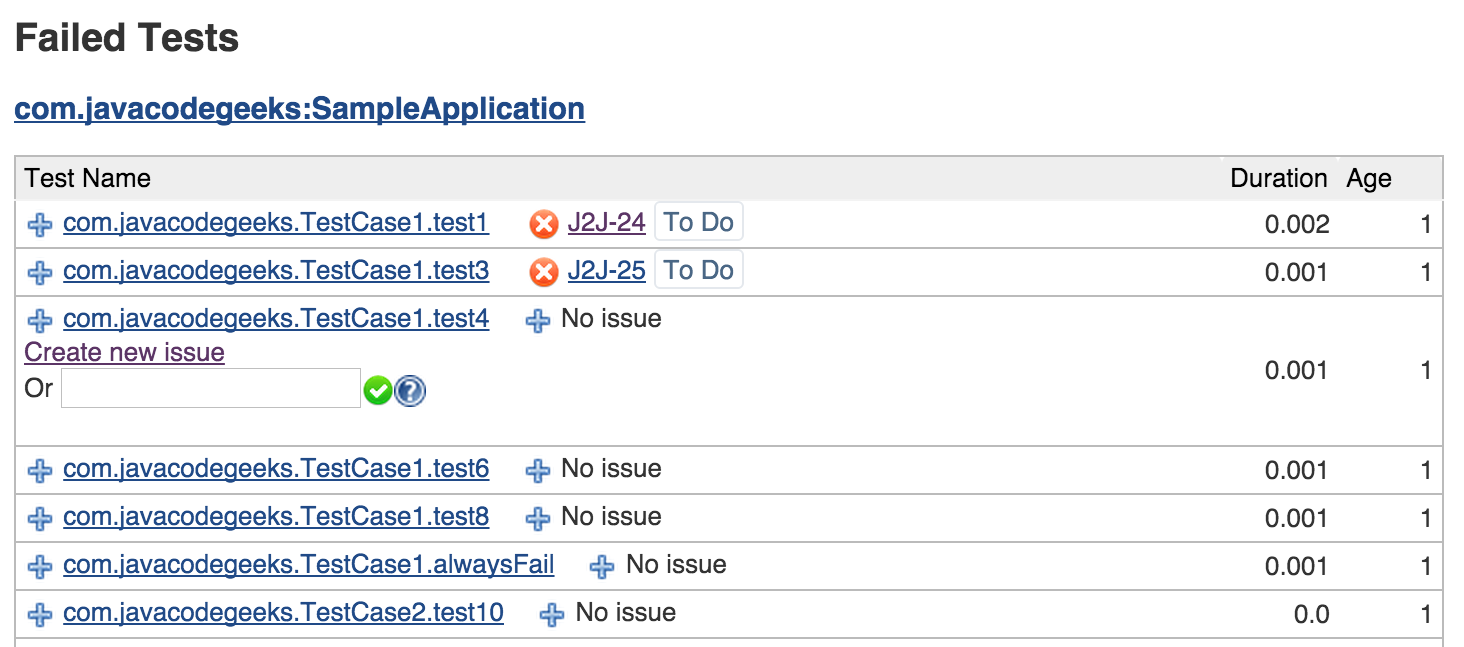 Failed Tests
com.javacodegeeks:SampleApplication
Test Name Duration Age
com.javacodegeeks.TestCase1.test1 J2J-24 To Do 0.002 1
com.javacodegeeks.TestCase1.test3 J2J-25 To Do 0.001 1
com.javacodegeeks.TestCase1.test4 No issue
Create new issue
0.001 1
Or
com.javacodegeeks.TestCase1.test6 No issue 0.001 1
com.javacodegeeks.TestCase1.test8 No issue 0.001 1
com.javacodegeeks.TestCase1.alwaysFail No issue 0.001 1
com.javacodegeeks.TestCase2.test10 No issue 0.0 1